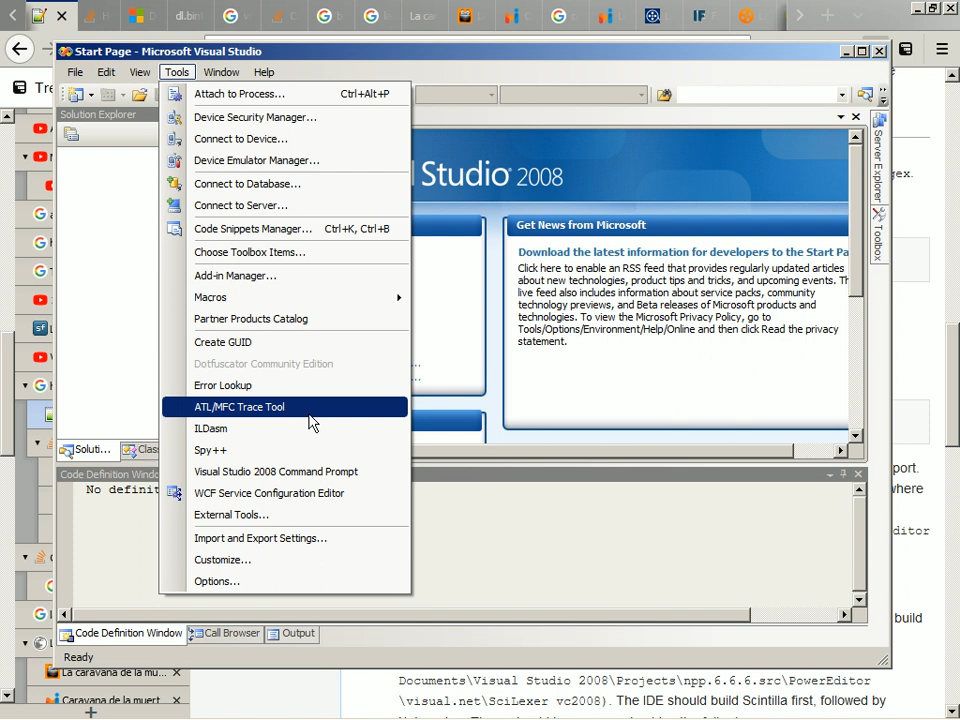 dl.bin
La ca
IF
Start Page - Microsoft Visual Studio
File Edit View Tools Window Help
Tre
Solution Explorer
Attach to Process... Ctrl+Alt+P
Device Security Manager...
Connect to Device...
Device Emulator Manager...
Connect to Database...
Connect to Server...
Code Snippets Manager... Ctrl+K, Ctrl+B
Choose Toolbox Items...
Add-in Manager...
Macros
Partner Products Catalog
Create GUID
Dotfuscator Community Edition
Error Lookup
ATL/MFC Trace Tool
ILDasm
Spy++
Visual Studio 2008 Command Prompt
WCF Service Configuration Editor
External Tools...
Import and Export Settings...
Customize...
Options...
Studio 2008
Get News from Microsoft
Download the latest information for developers to the Start Pa
Click here to enable an RSS feed that provides regularly updated articles
about new technologies, product tips and tricks, and upcoming events. Th
live feed also includes information about service packs, community
technology previews, and Beta releases of Microsoft products and
technologies. To view the Microsoft Privacy Policy, go to
Tools/Options/Environment/Help/Online and then click Read the privacy
statement.
Server Explorer
Toolbox
gex.
Soluti... Class
Code Definition Windo
No definit
port.
where
ditor
build
Code Definition Window Call Browser Output
Ready
La caravana de la mu...
Caravana de la muert
Documents\Visual Studio 2008\Projects\npp.6.6.6.src\PowerEditor
\visual.net\SciLexer vc2008). The IDE should build Scintilla first, followed by